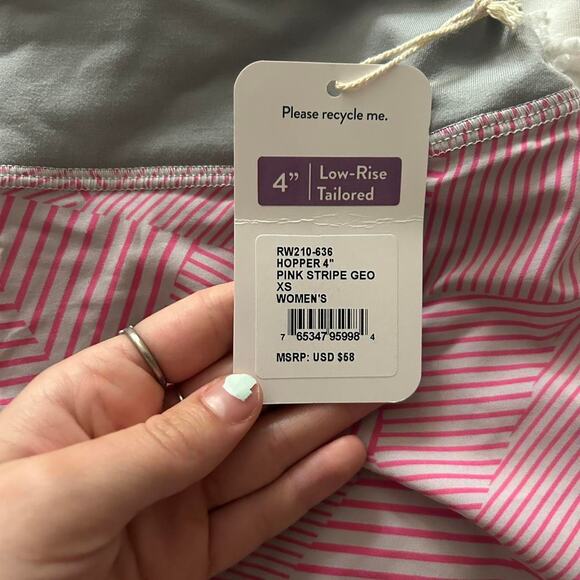 Please recycle me.
4”
Low-Rise
Tailored
RW210-636
HOPPER 4"
PINK STRIPE GEO
XS
WOMEN'S
7 65347 95998 4
MSRP: USD $58